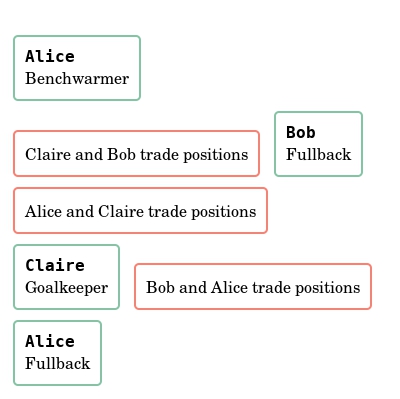 Alice
Benchwarmer
Claire and Bob trade positions
Bob
Fullback
Alice and Claire trade positions
Claire
Goalkeeper
Bob and Alice trade positions
Alice
Fullback